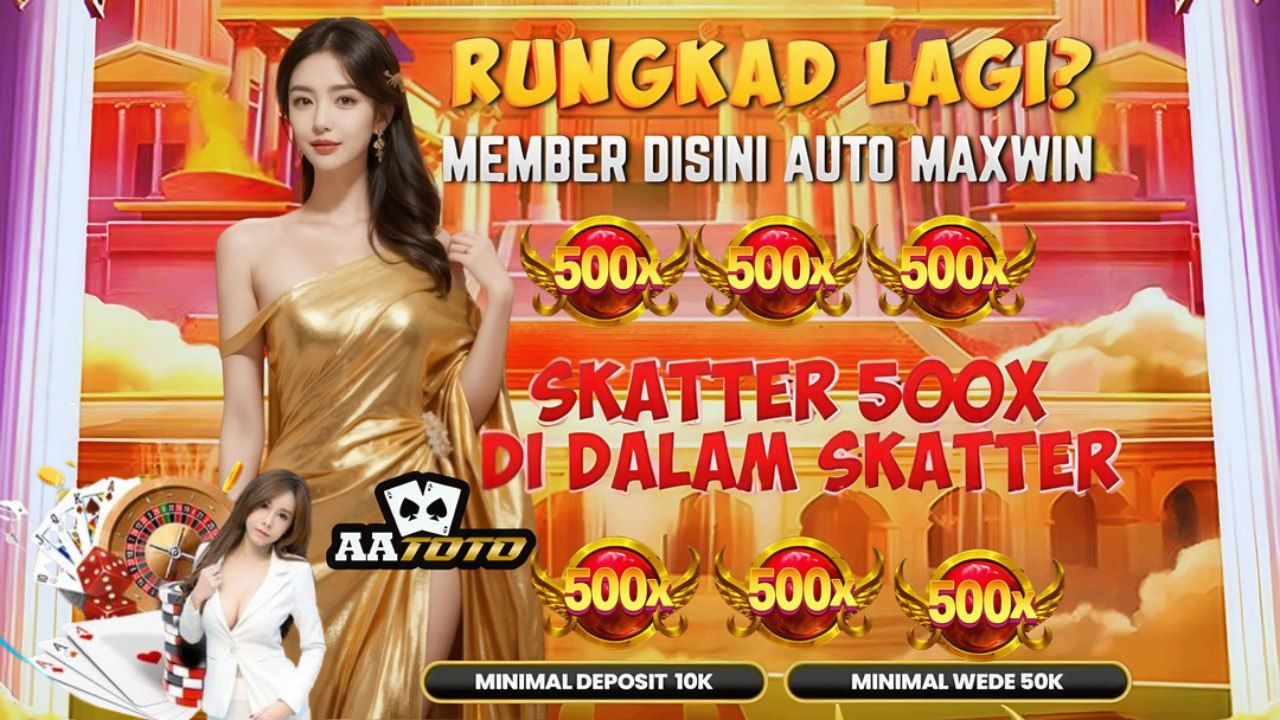 RUNGKAD LAGI?
MEMBER DISINI AUTO MAXWIN
500X 500X 500X
SKATTER 500X
DI DALAM SKATTER
AATOTO
500X 500X 500X
MINIMAL DEPOSIT 10K
MINIMAL WEDE 50K